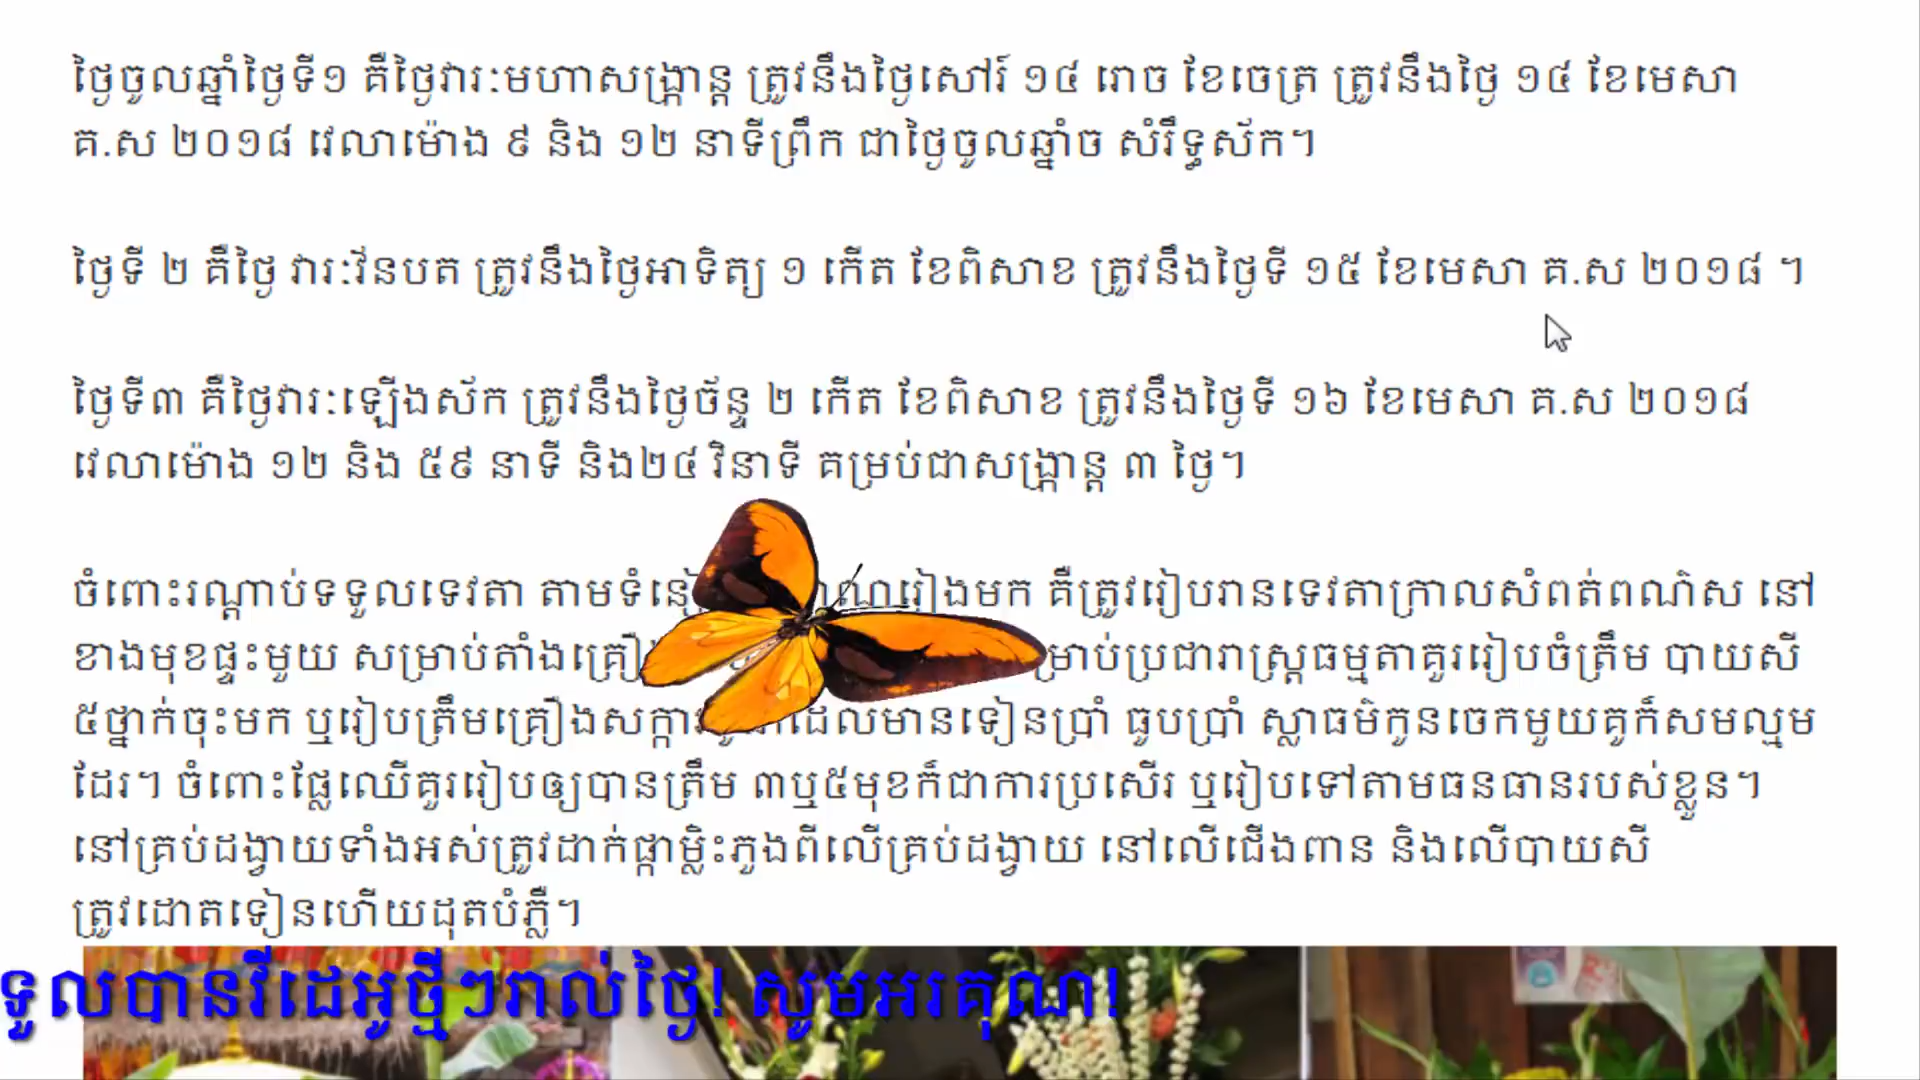 ថ្ងៃចូលឆ្នាំថ្ងៃទី១ គឺថ្ងៃវារៈមហាសង្ក្រាន្ត ត្រូវនឹងថ្ងៃសៅរ៍ ១៤ រោច ខែចេត្រ ត្រូវនឹងថ្ងៃ ១៤ ខែមេសា
គ.ស ២០១៨ វេលាម៉ោង ៩ និង ១២ នាទីព្រឹក ជាថ្ងៃចូលឆ្នាំច សំរឹទ្ធស័ក។
ថ្ងៃទី ២ គឺថ្ងៃ វារៈវ័នបត ត្រូវនឹងថ្ងៃអាទិត្យ ១ កើត ខែពិសាខ ត្រូវនឹងថ្ងៃទី ១៥ ខែមេសា គ.ស ២០១៨ ។
ថ្ងៃទី៣ គឺថ្ងៃវារៈឡើងស័ក ត្រូវនឹងថ្ងៃច័ន្ទ ២ កើត ខែពិសាខ ត្រូវនឹងថ្ងៃទី ១៦ ខែមេសា គ.ស ២០១៨
វេលាម៉ោង ១២ និង ៥៩ នាទី និង២៤ វិនាទី គម្រប់ជាសង្ក្រាន្ត ៣ ថ្ងៃ។
ចំពោះរណ្តាប់ទទួលទេវតា តាម រៀងមក គឺត្រូវរៀបរានទេវតាក្រាលសំពត់ពណ៌ស នៅ
ខាងមុខផ្ទះមួយ សម្រាប់តាំង ប្រជារាស្ត្រធម្មតាគួររៀបចំត្រឹម បាយសី
៥ថ្នាក់ចុះមក ឬរៀបត្រឹមគ្រឿងសក្ការ ដែលមានទៀនប្រាំ ធូបប្រាំ ស្លាធម៌កូនចេកមួយគូក៏សមល្មម
ដែរ។ ចំពោះផ្លែឈើគួររៀបឲ្យបានត្រឹម ៣ឬ៥មុខក៏ជាការប្រសើរ ឬរៀបទៅតាមធនធានរបស់ខ្លួន។
នៅគ្រប់ដង្វាយទាំងអស់ត្រូវដាក់ផ្កាម្លិះភួងពីលើគ្រប់ដង្វាយ នៅលើជើងពាន និងលើបាយសី
ត្រូវដោតទៀនហើយដុតបំភ្លឺ។
ទួលបានវីដេអូថ្មីៗរាល់ថ្ងៃ! សូមអរគុណ!